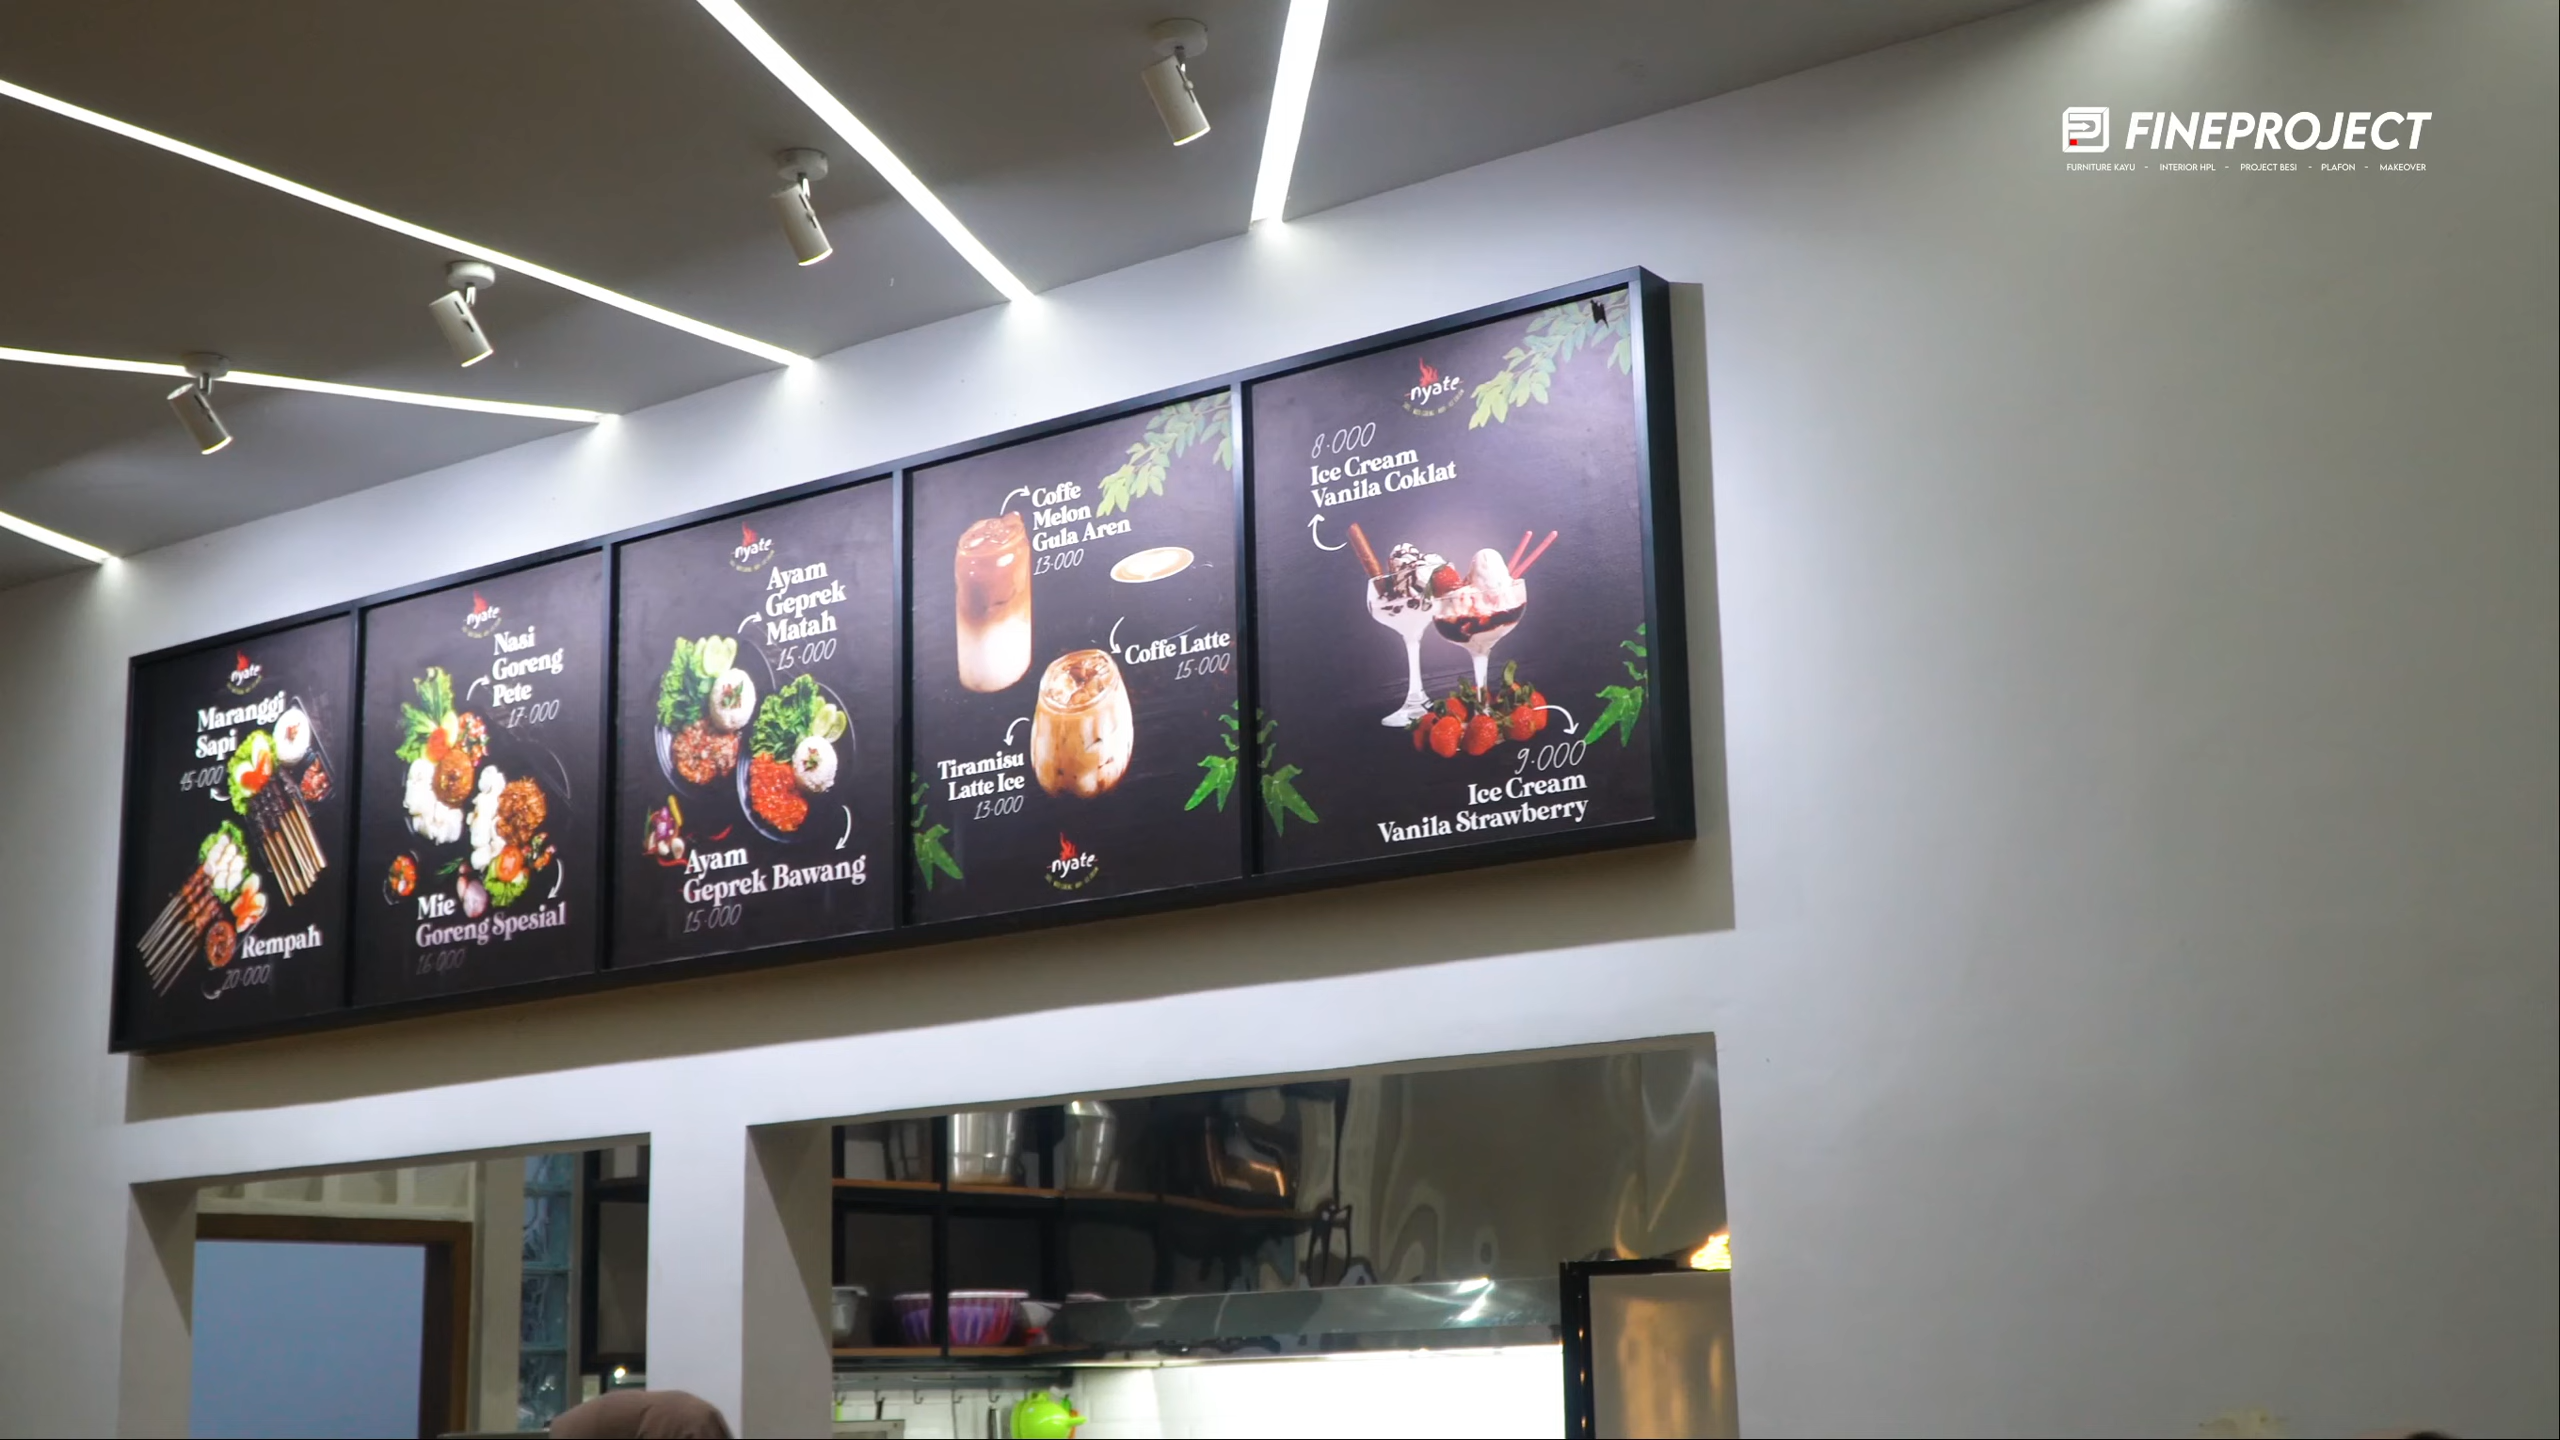 FINEPROJECT
FURNITURE KAYU - INTERIOR HPL - PROJECT BESI - PLAFON - MAKEOVER
nyate
Maranggi
Sapi
45·000
Rempah
20·000
nyate
Nasi
Goreng
Pete
17·000
Mie
Goreng Spesial
16·000
nyate
Ayam
Geprek
Matah
15·000
Ayam
Geprek Bawang
15·000
Coffe
Melon
Gula Aren
13·000
Coffe Latte
15·000
Tiramisu
Latte Ice
13·000
nyate
nyate
8·000
Ice Cream
Vanila Coklat
9·000
Ice Cream
Vanila Strawberry